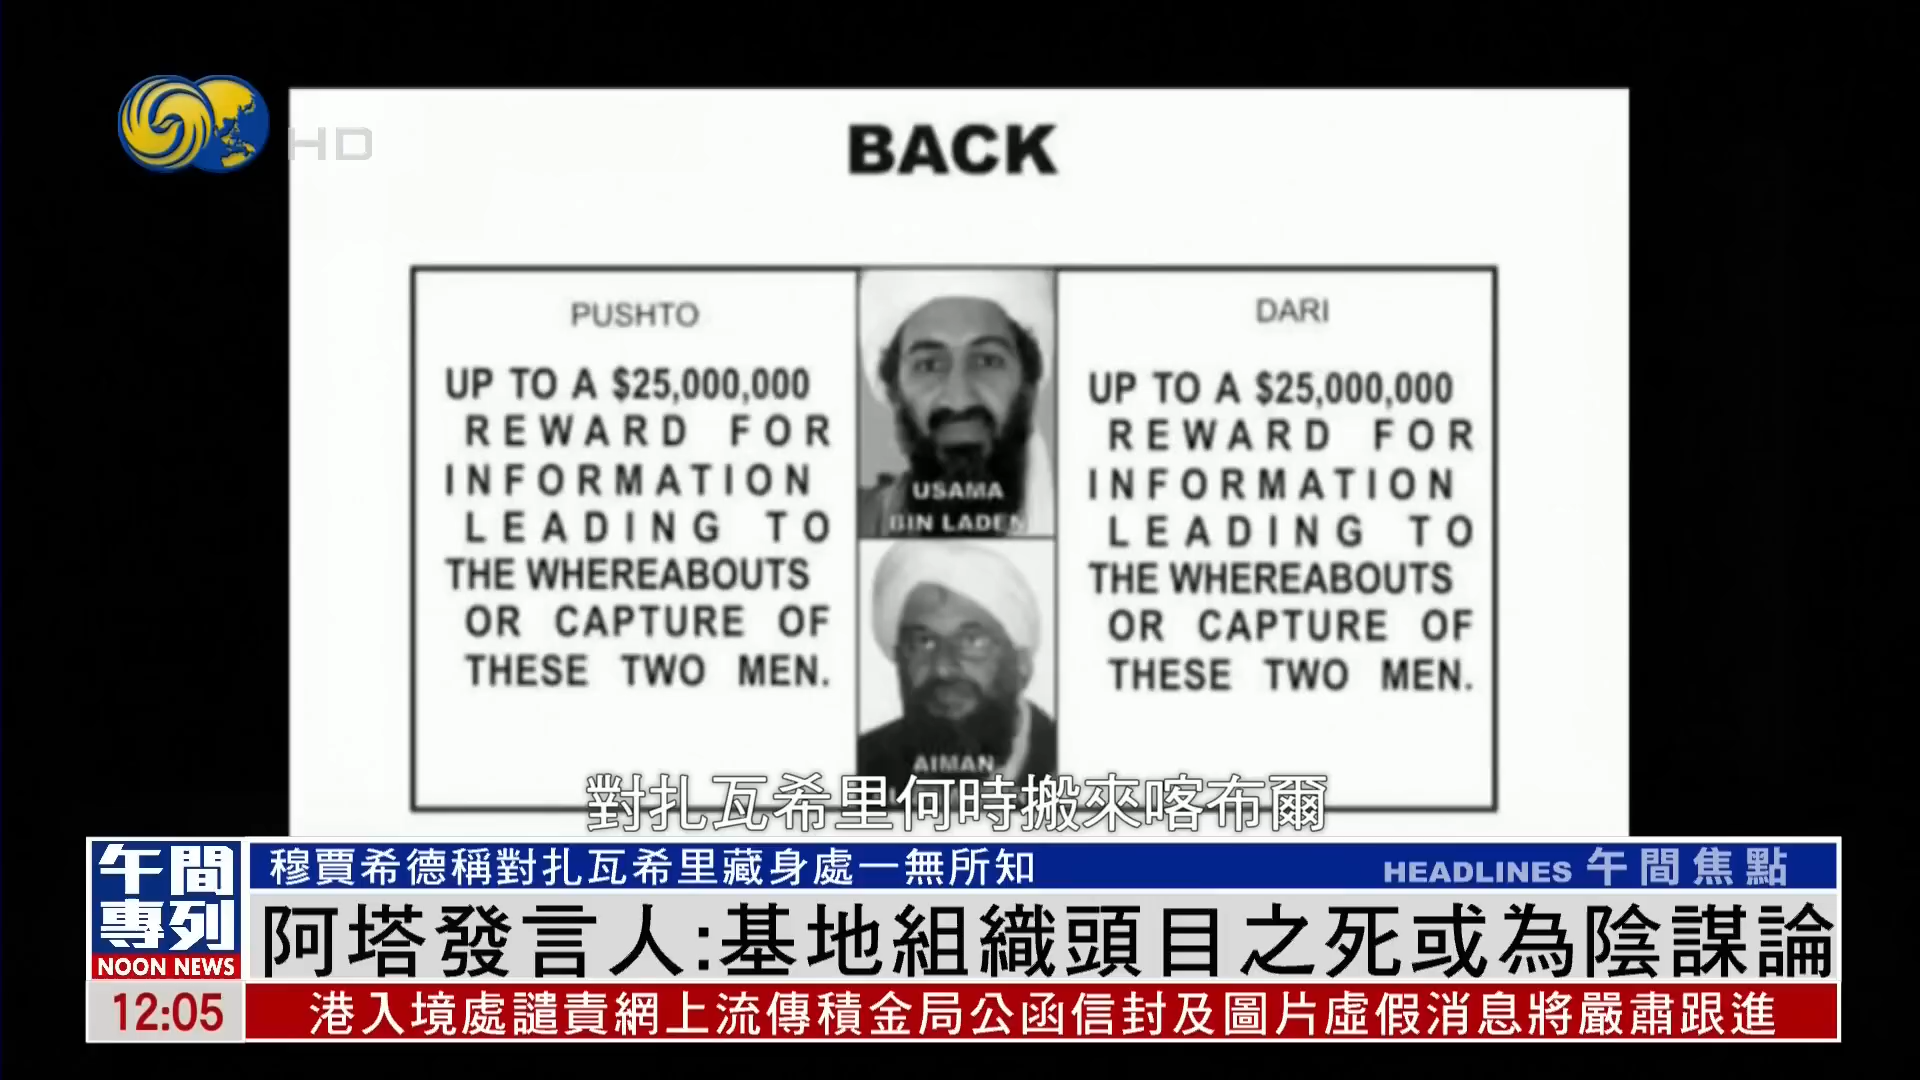 HD
BACK
PUSHTO
UP TO A $25,000,000
REWARD FOR
INFORMATION
LEADING TO
THE WHEREABOUTS
OR CAPTURE OF
THESE TWO MEN.
USAMA
BIN LADEN
AIMAN
DARI
UP TO A $25,000,000
REWARD FOR
INFORMATION
LEADING TO
THE WHEREABOUTS
OR CAPTURE OF
THESE TWO MEN.
對扎瓦希里何時搬來喀布爾
午間
專列
NOON NEWS
穆賈希德稱對扎瓦希里藏身處一無所知
HEADLINES 午間焦點
阿塔發言人:基地組織頭目之死或為陰謀論
12:05
港入境處譴責網上流傳積金局公函信封及圖片虛假消息將嚴肅跟進